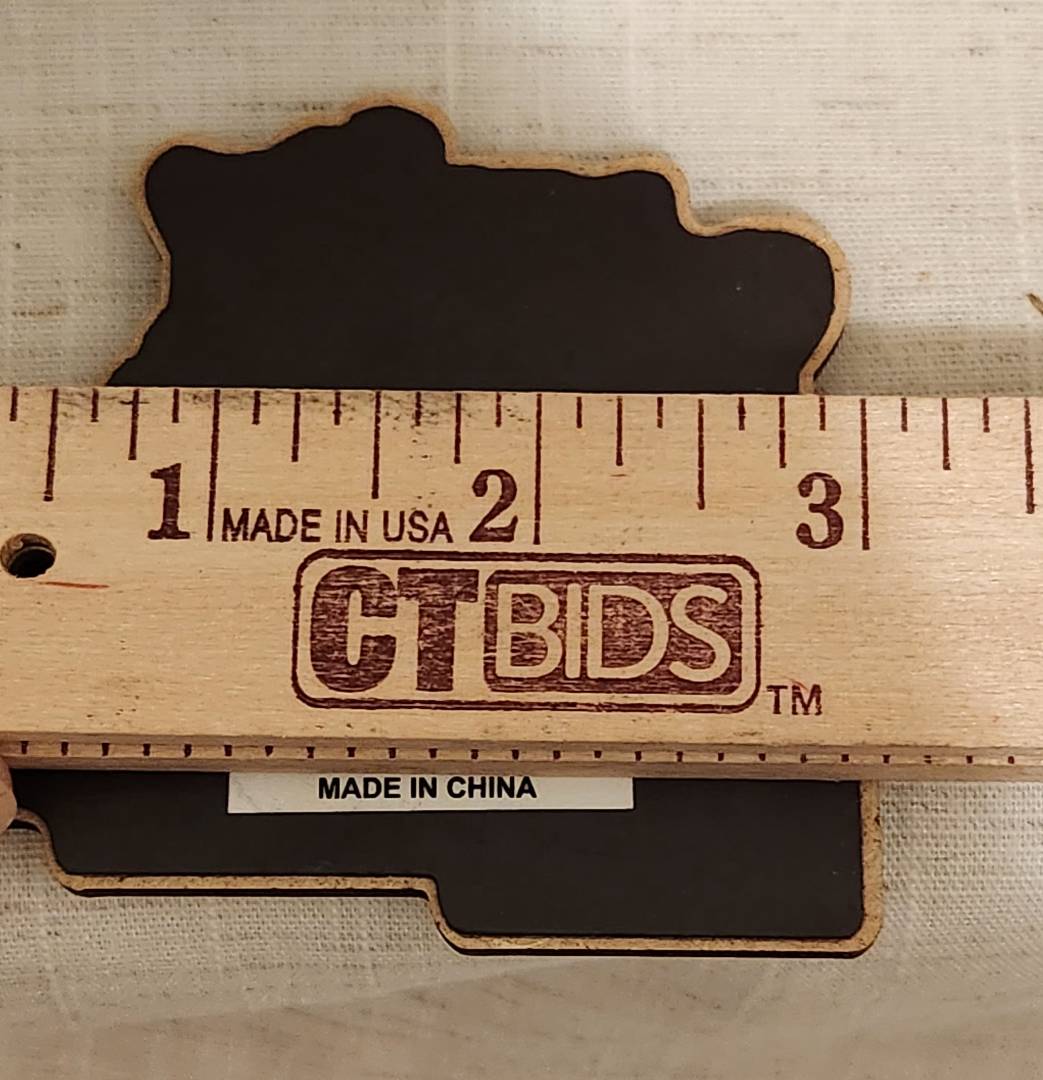 1 MADE IN USA 2 3
CTBIDS
TM
MADE IN CHINA